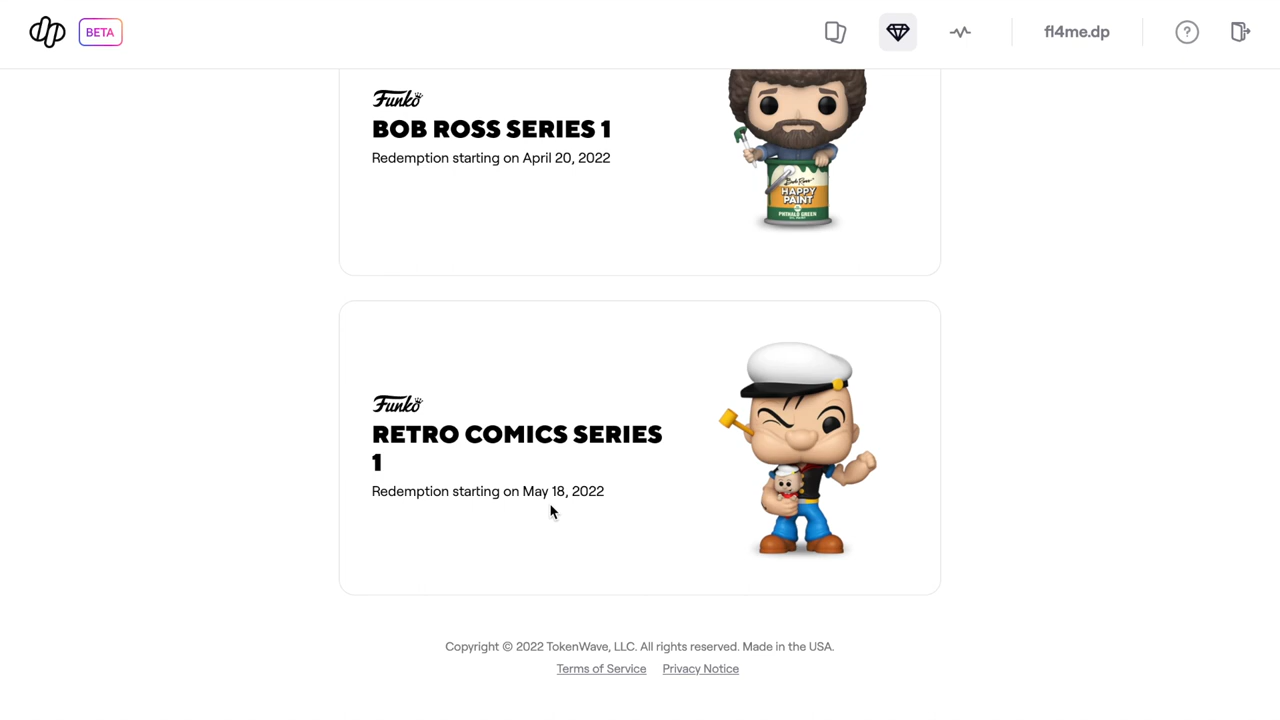 BETA
fl4me.dp
?
Funko
BOB ROSS SERIES 1
Redemption starting on April 20, 2022
Bob Ross
HAPPY
PAINT
PHTHALO GREEN
Funko
RETRO COMICS SERIES
1
Redemption starting on May 18, 2022
Copyright © 2022 TokenWave, LLC. All rights reserved. Made in the USA.
Terms of Service Privacy Notice